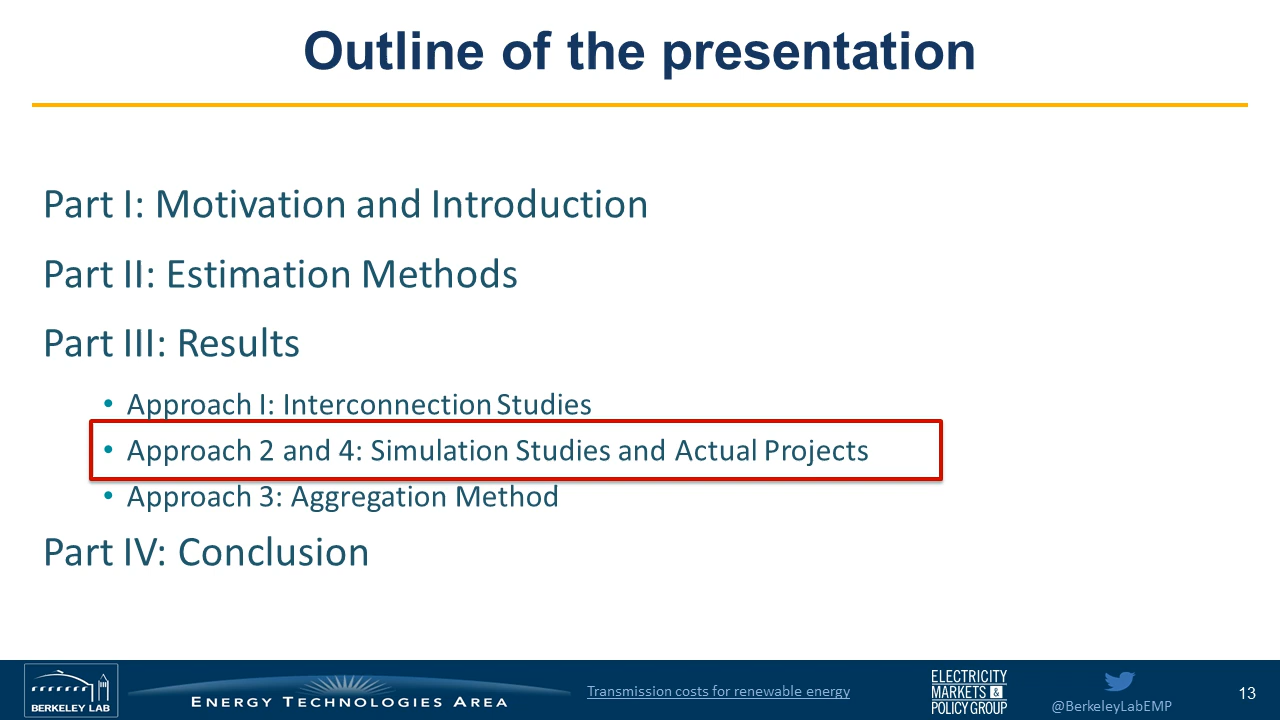 Outline of the presentation
Part I: Motivation and Introduction
Part II: Estimation Methods
Part III: Results
• Approach I: Interconnection Studies
• Approach 2 and 4: Simulation Studies and Actual Projects
• Approach 3: Aggregation Method
Part IV: Conclusion
BERKELEY LAB
ENERGY TECHNOLOGIES AREA
Transmission costs for renewable energy
ELECTRICITY
MARKETS &
POLICY GROUP
@BerkeleyLabEMP
13